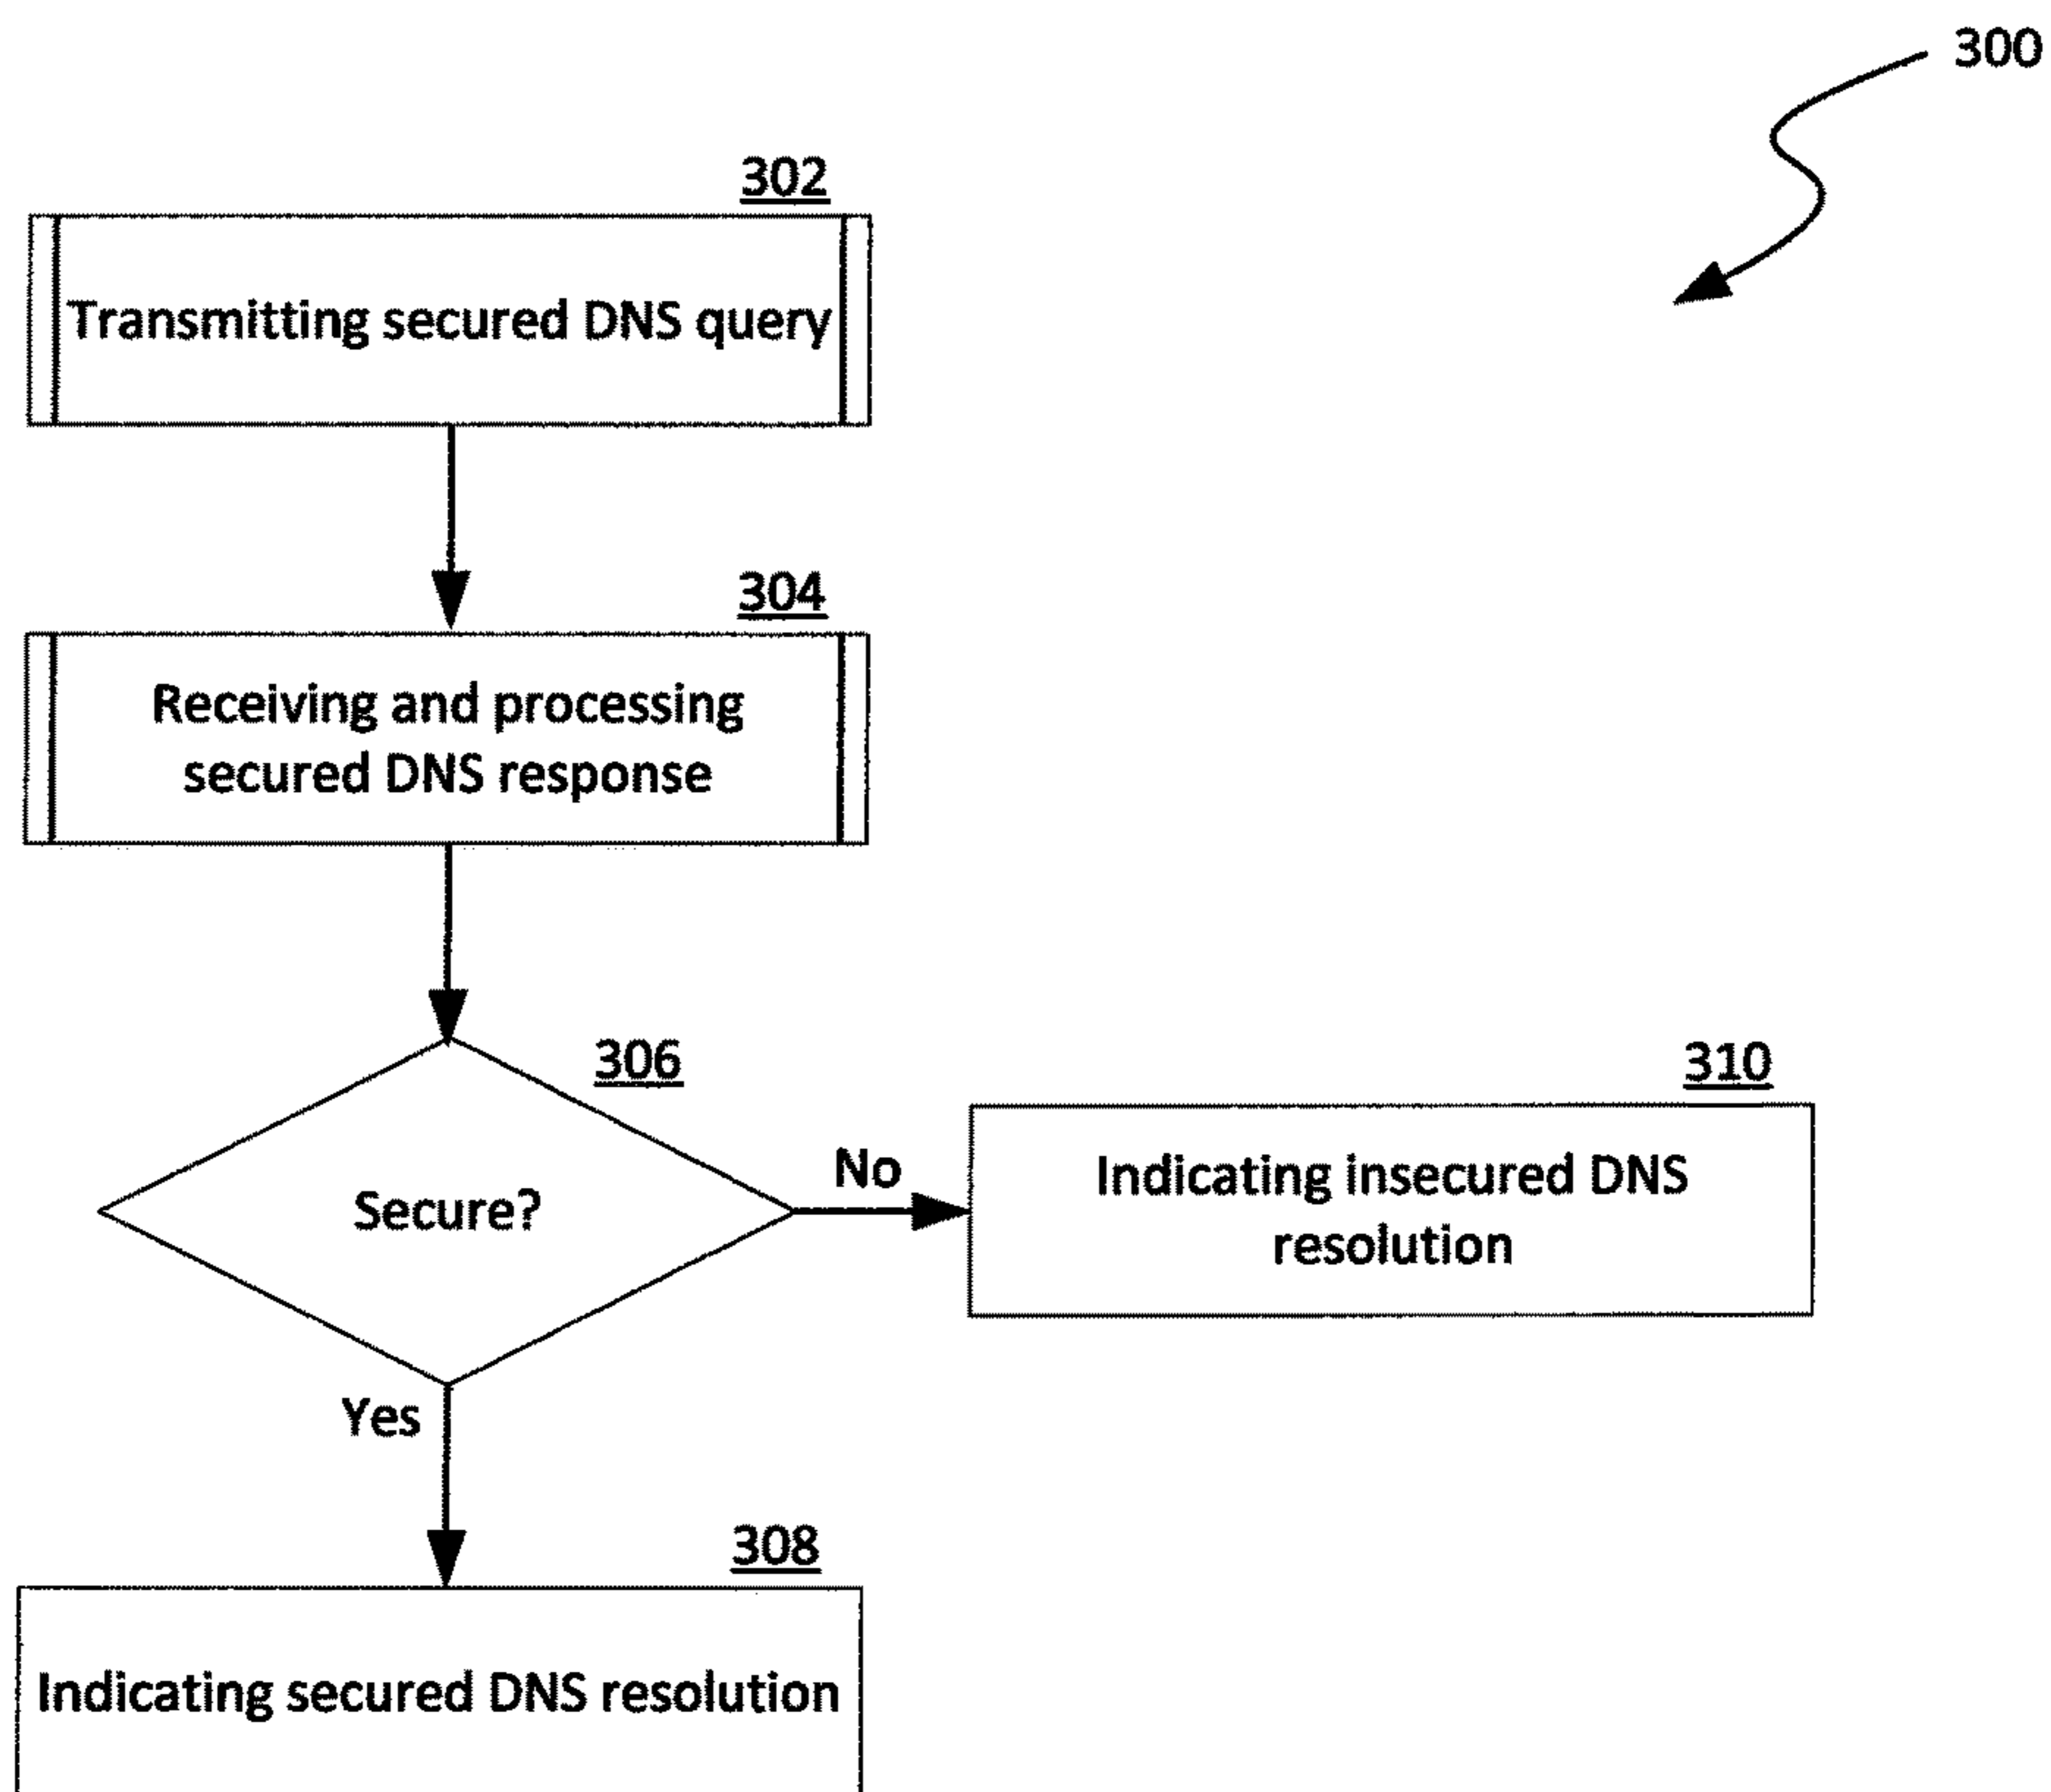 300
302
Transmitting secured DNS query
304
Receiving and processing
secured DNS response
306
Secure?
No
310
Indicating insecured DNS
resolution
Yes
308
Indicating secured DNS resolution